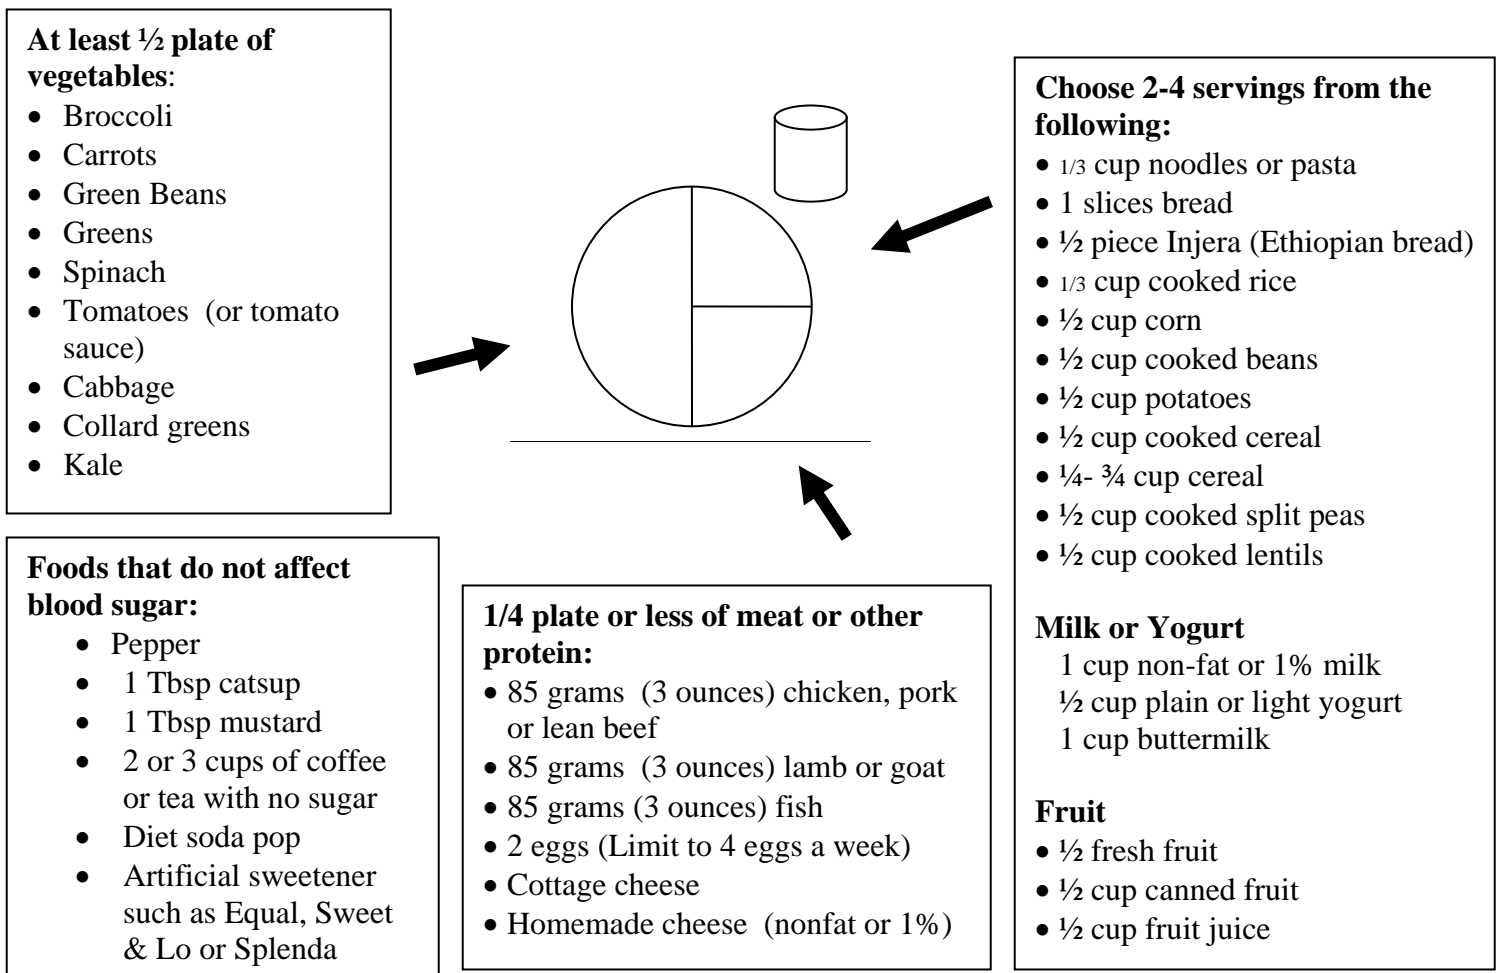 At least ½ plate of
vegetables:
• Broccoli
• Carrots
• Green Beans
• Greens
• Spinach
• Tomatoes (or tomato
sauce)
• Cabbage
• Collard greens
• Kale
Foods that do not affect
blood sugar:
• Pepper
• 1 Tbsp catsup
• 1 Tbsp mustard
• 2 or 3 cups of coffee
or tea with no sugar
• Diet soda pop
• Artificial sweetener
such as Equal, Sweet
& Lo or Splenda
1/4 plate or less of meat or other
protein:
• 85 grams (3 ounces) chicken, pork
or lean beef
• 85 grams (3 ounces) lamb or goat
• 85 grams (3 ounces) fish
• 2 eggs (Limit to 4 eggs a week)
• Cottage cheese
• Homemade cheese (nonfat or 1%)
Choose 2-4 servings from the
following:
• 1/3 cup noodles or pasta
• 1 slices bread
• ½ piece Injera (Ethiopian bread)
• 1/3 cup cooked rice
• ½ cup corn
• ½ cup cooked beans
• ½ cup potatoes
• ½ cup cooked cereal
• ¼- ¾ cup cereal
• ½ cup cooked split peas
• ½ cup cooked lentils
Milk or Yogurt
1 cup non-fat or 1% milk
½ cup plain or light yogurt
1 cup buttermilk
Fruit
• ½ fresh fruit
• ½ cup canned fruit
• ½ cup fruit juice